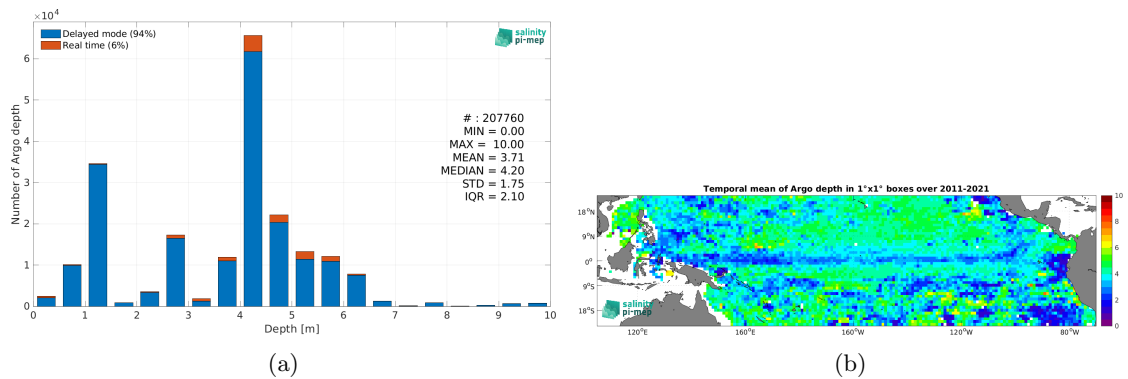 ×10⁴
Delayed mode (94%)
Real time (6%)
salinity
pi-mep
Number of Argo depth
6
5
4
3
2
1
0
# : 207760
MIN = 0.00
MAX = 10.00
MEAN = 3.71
MEDIAN = 4.20
STD = 1.75
IQR = 2.10
0 1 2 3 4 5 6 7 8 9 10
Depth [m]
(a)
Temporal mean of Argo depth in 1°x1° boxes over 2011-2021
18°N
9°N
0°
9°S
18°S
salinity
pi-mep
120°E 160°E 160°W 120°W 80°W
10
8
6
4
2
0
(b)